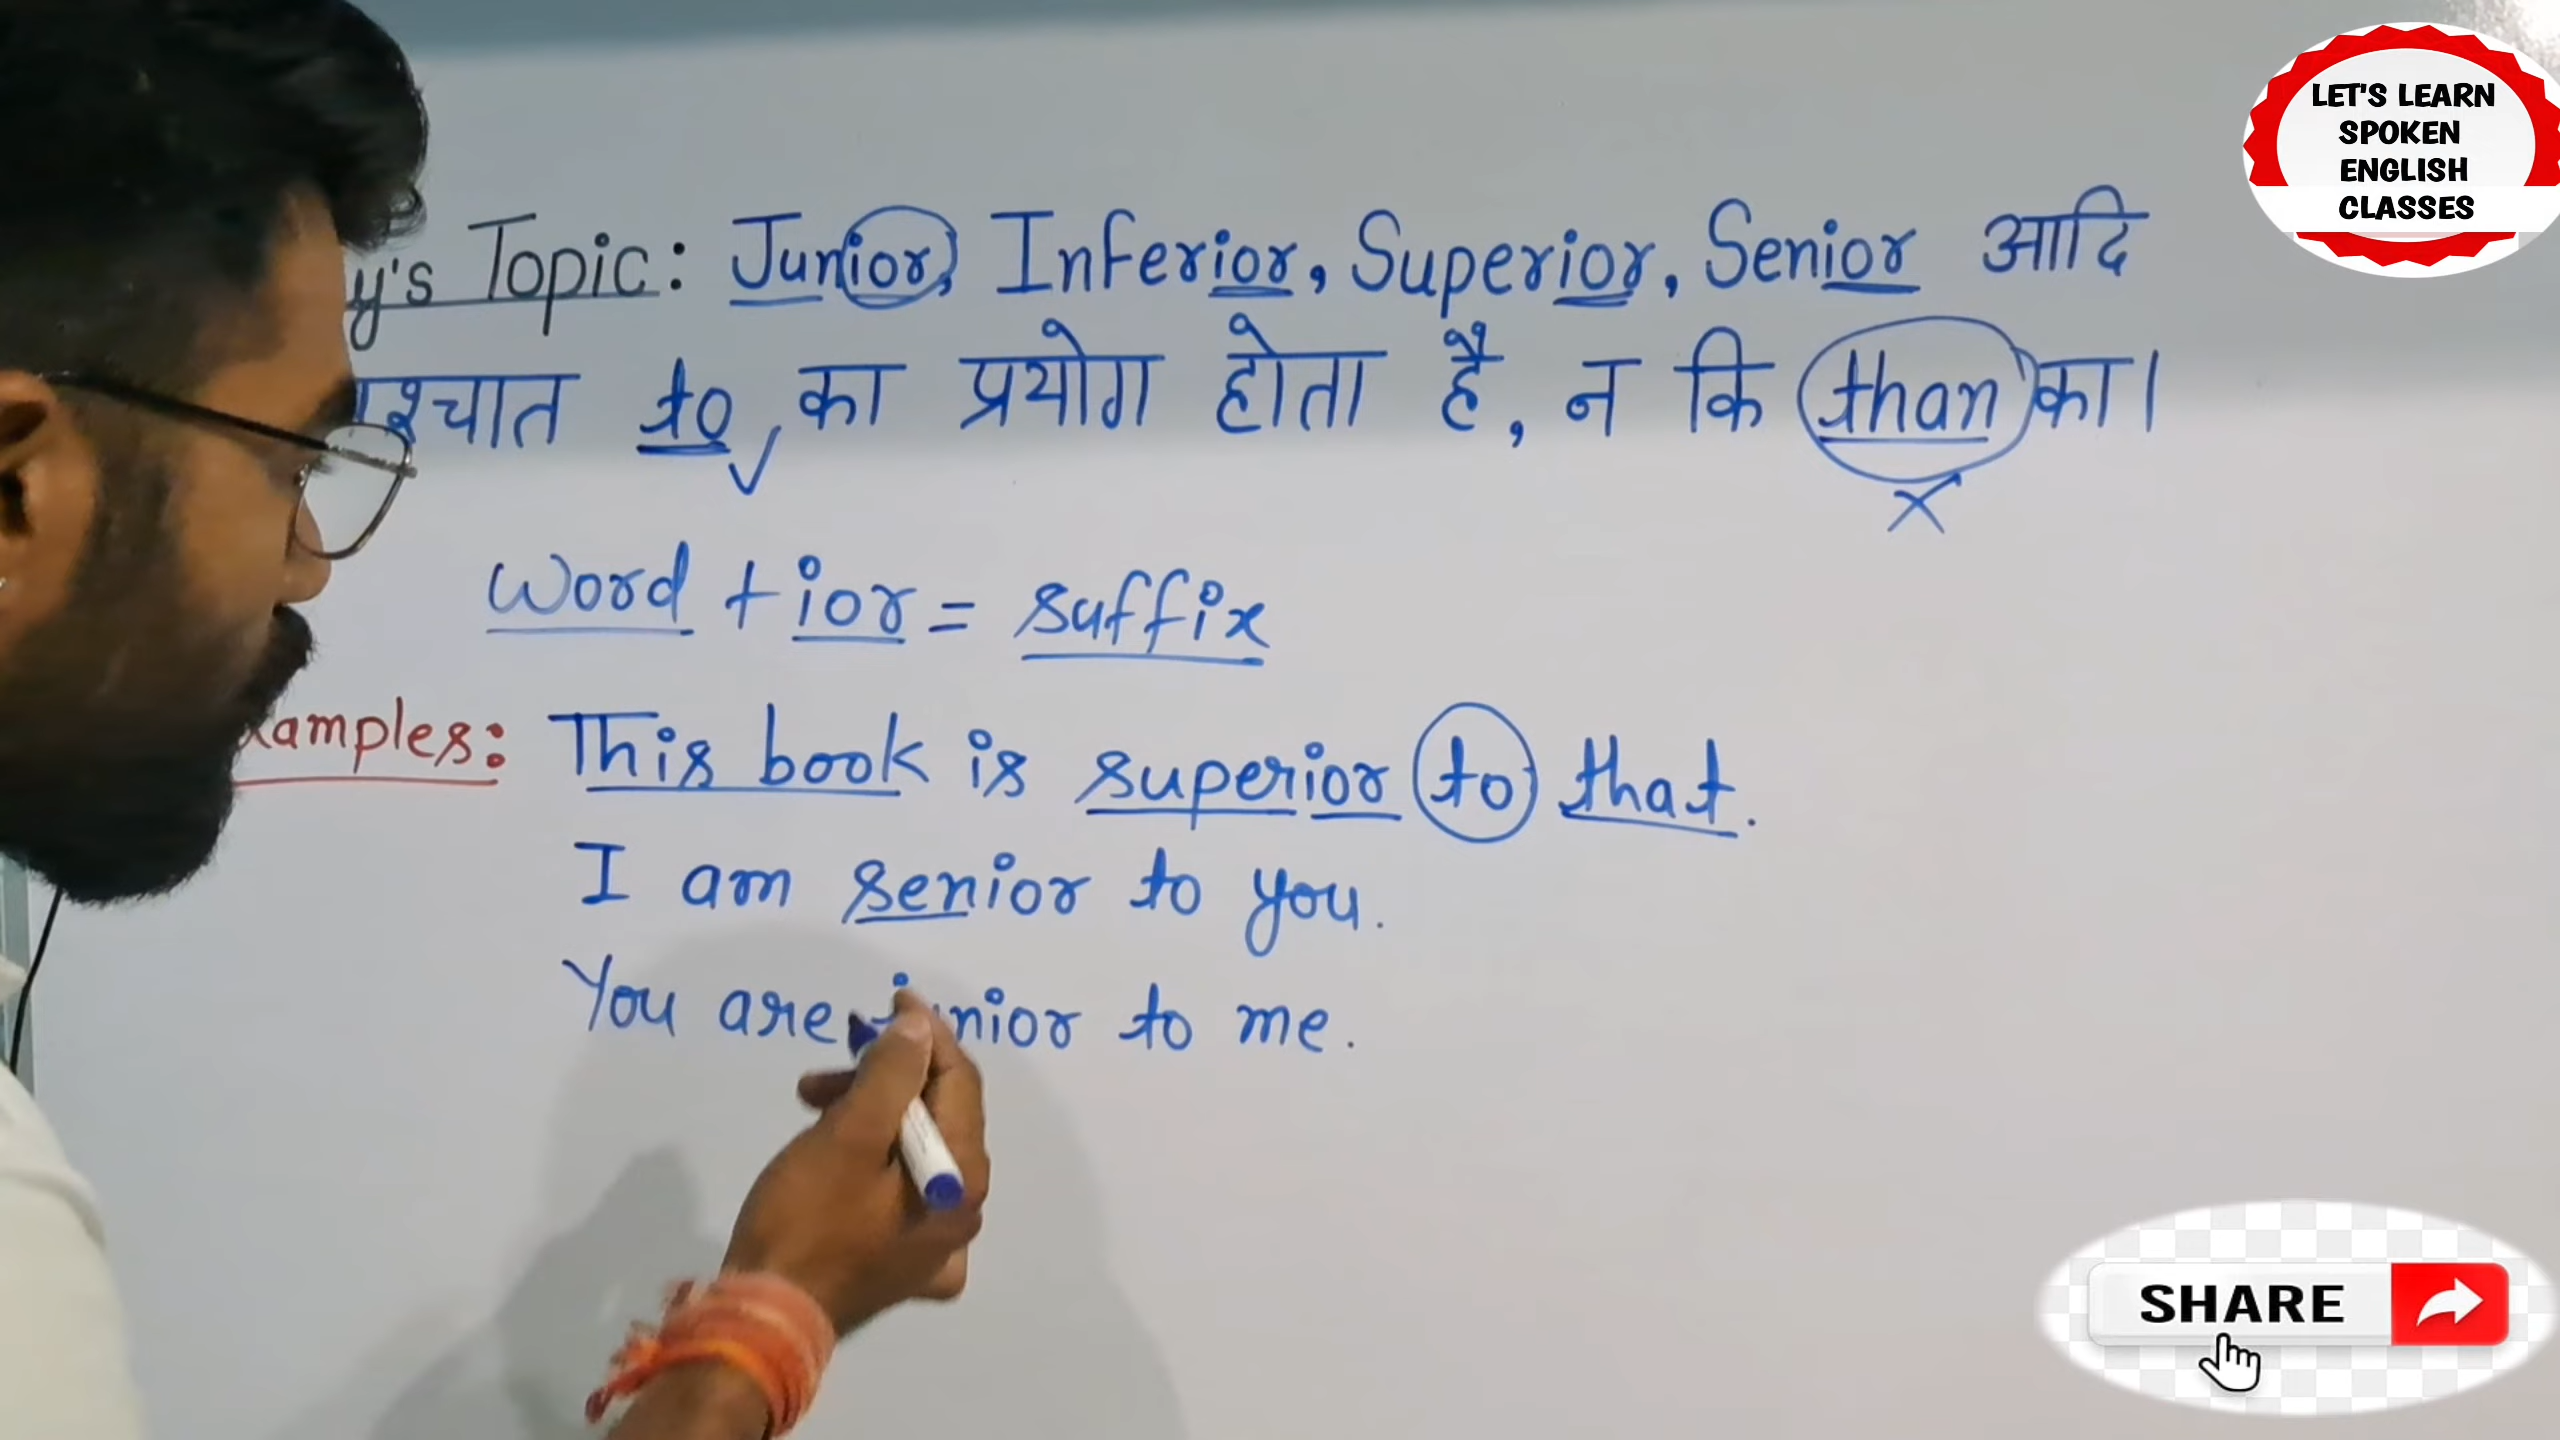 y's Topic: Junior, Inferior, Superior, Senior आदि
श्चात to का प्रयोग होता है, न कि than का।
Word + ior = suffix
xamples: This book is superior to that.
I am senior to you.
You are junior to me.
LET'S LEARN
SPOKEN
ENGLISH
CLASSES
SHARE